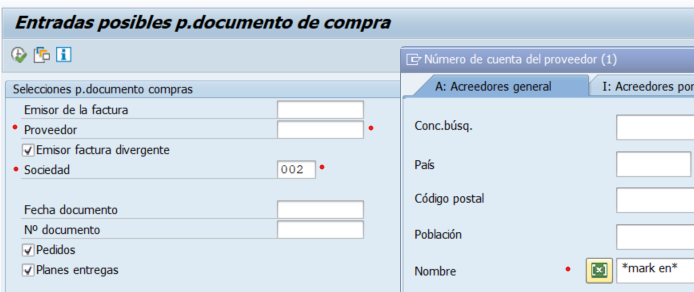 Entradas posibles p.documento de compra
Selecciones p.documento compras
Emisor de la factura
Proveedor
Emisor factura divergente
Sociedad 002
Fecha documento
Nº documento
Pedidos
Planes entregas
Número de cuenta del proveedor (1)
A: Acreedores general I: Acreedores por
Conc.búsq.
País
Código postal
Población
Nombre *mark en*